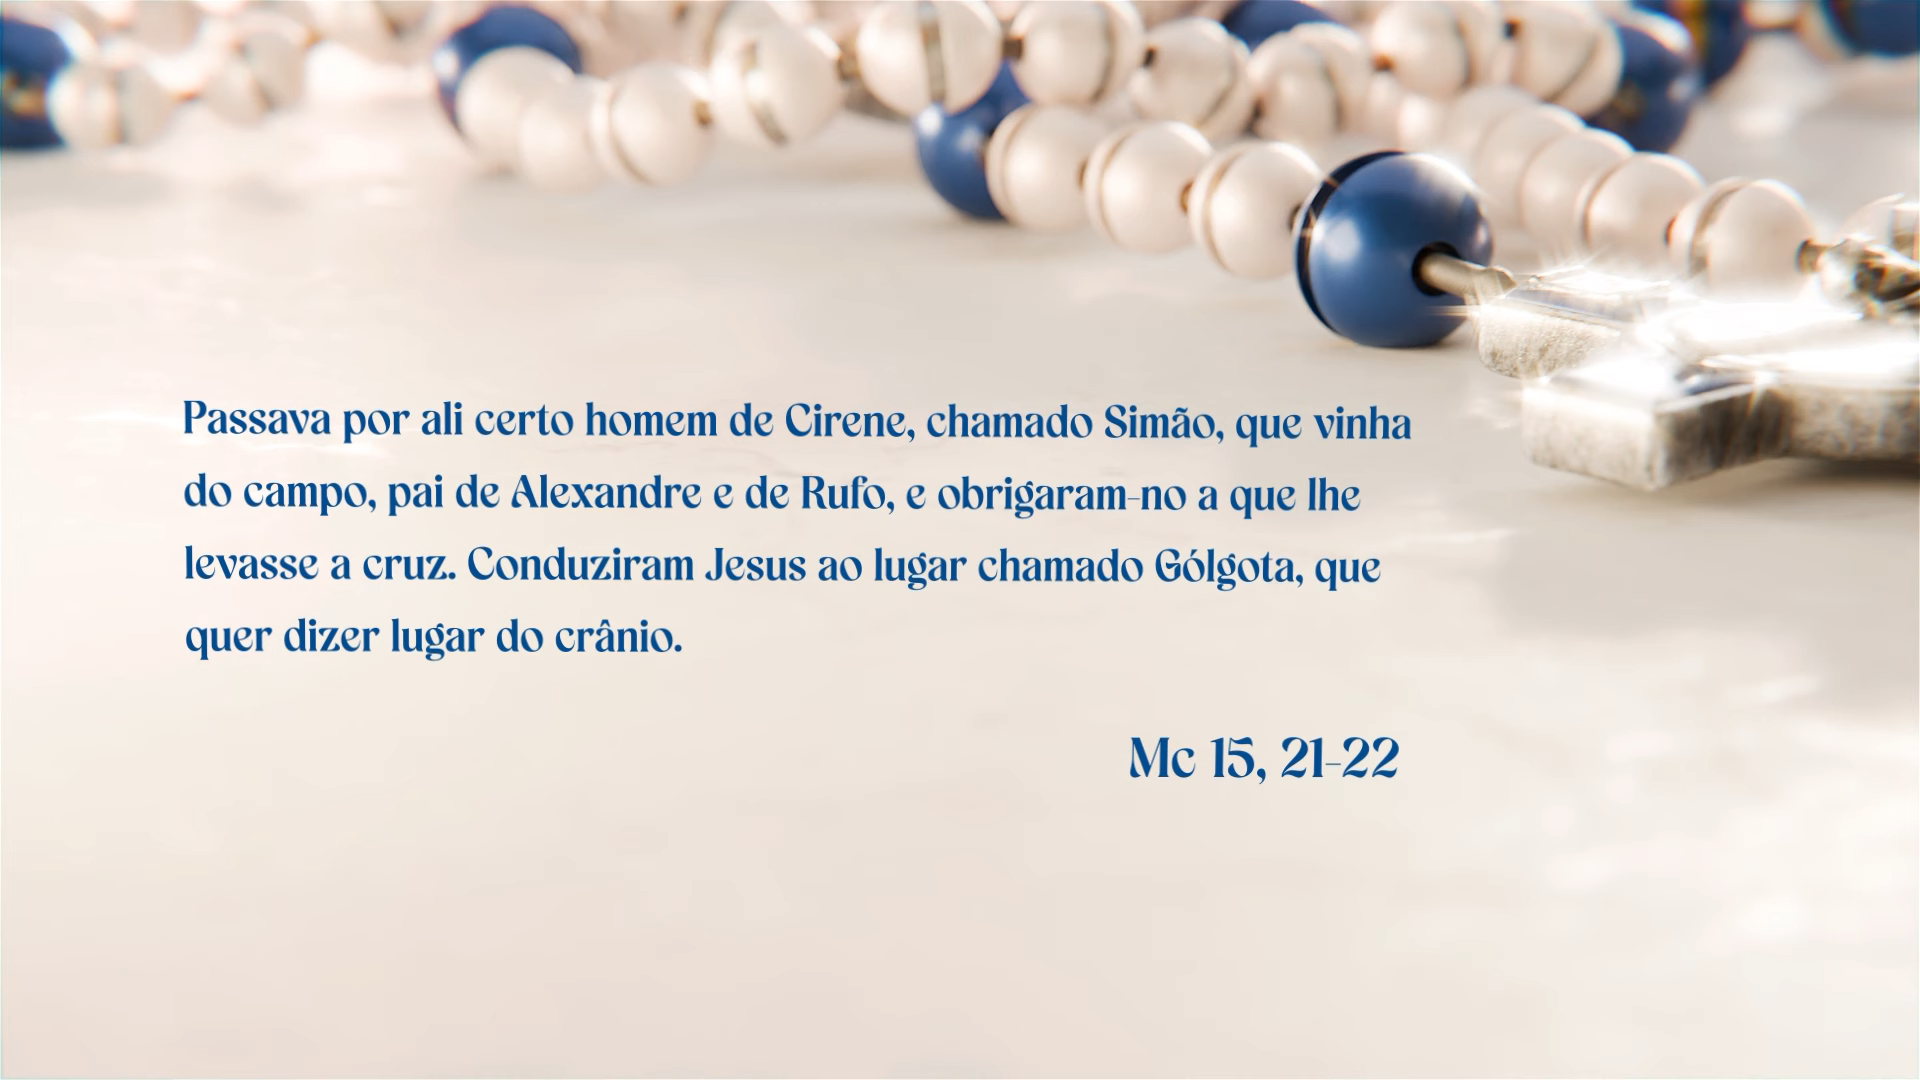 Passava por ali certo homem de Cirene, chamado Simão, que vinha
do campo, pai de Alexandre e de Rufo, e obrigaram-no a que lhe
levasse a cruz. Conduziram Jesus ao lugar chamado Gólgota, que
quer dizer lugar do crânio.
Mc 15, 21-22